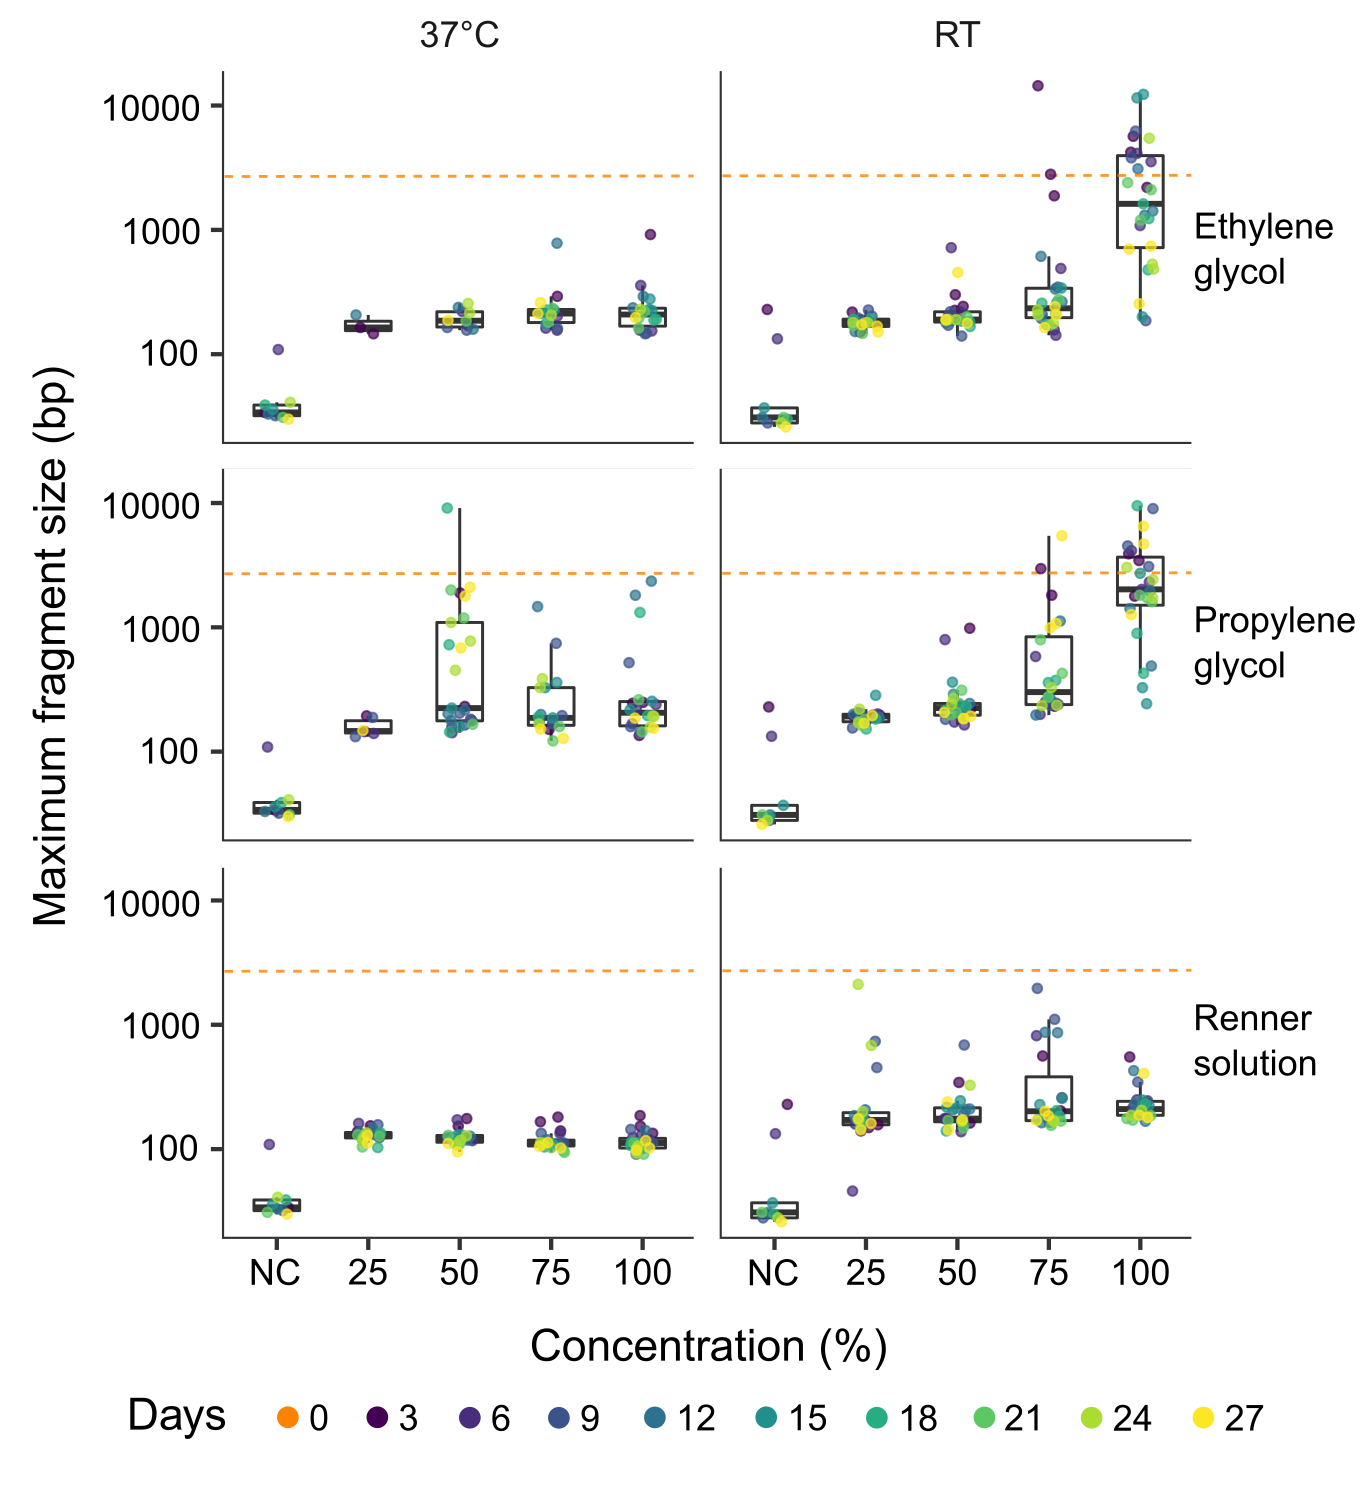 37°C RT
10000
1000
100
Ethylene
glycol
10000
1000
100
Propylene
glycol
10000
1000
100
Renner
solution
Maximum fragment size (bp)
NC 25 50 75 100 NC 25 50 75 100
Concentration (%)
Days 0 3 6 9 12 15 18 21 24 27